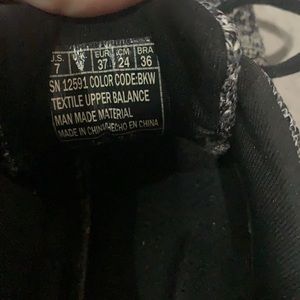 U.S. EUR CM BRA
7 37 24 36
SN 12591 COLOR CODE:BKW
TEXTILE UPPER BALANCE
MAN MADE MATERIAL
MADE IN CHINA/HECHO EN CHINA